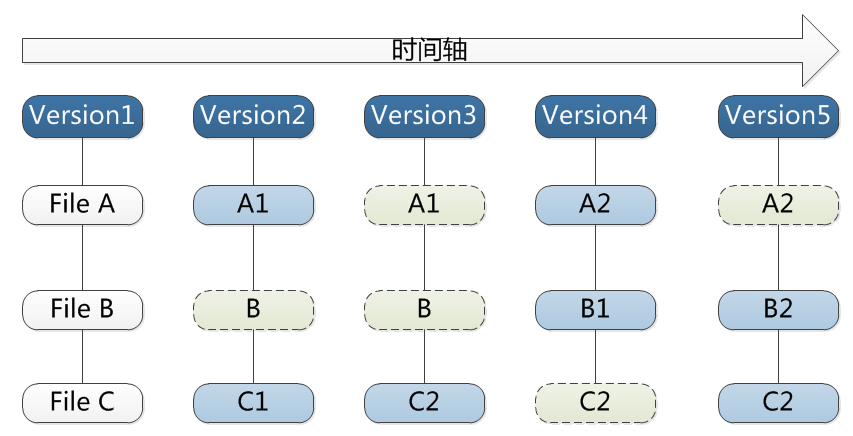 时间轴
Version1 Version2 Version3 Version4 Version5
File A A1 A1 A2 A2
File B B B B1 B2
File C C1 C2 C2 C2